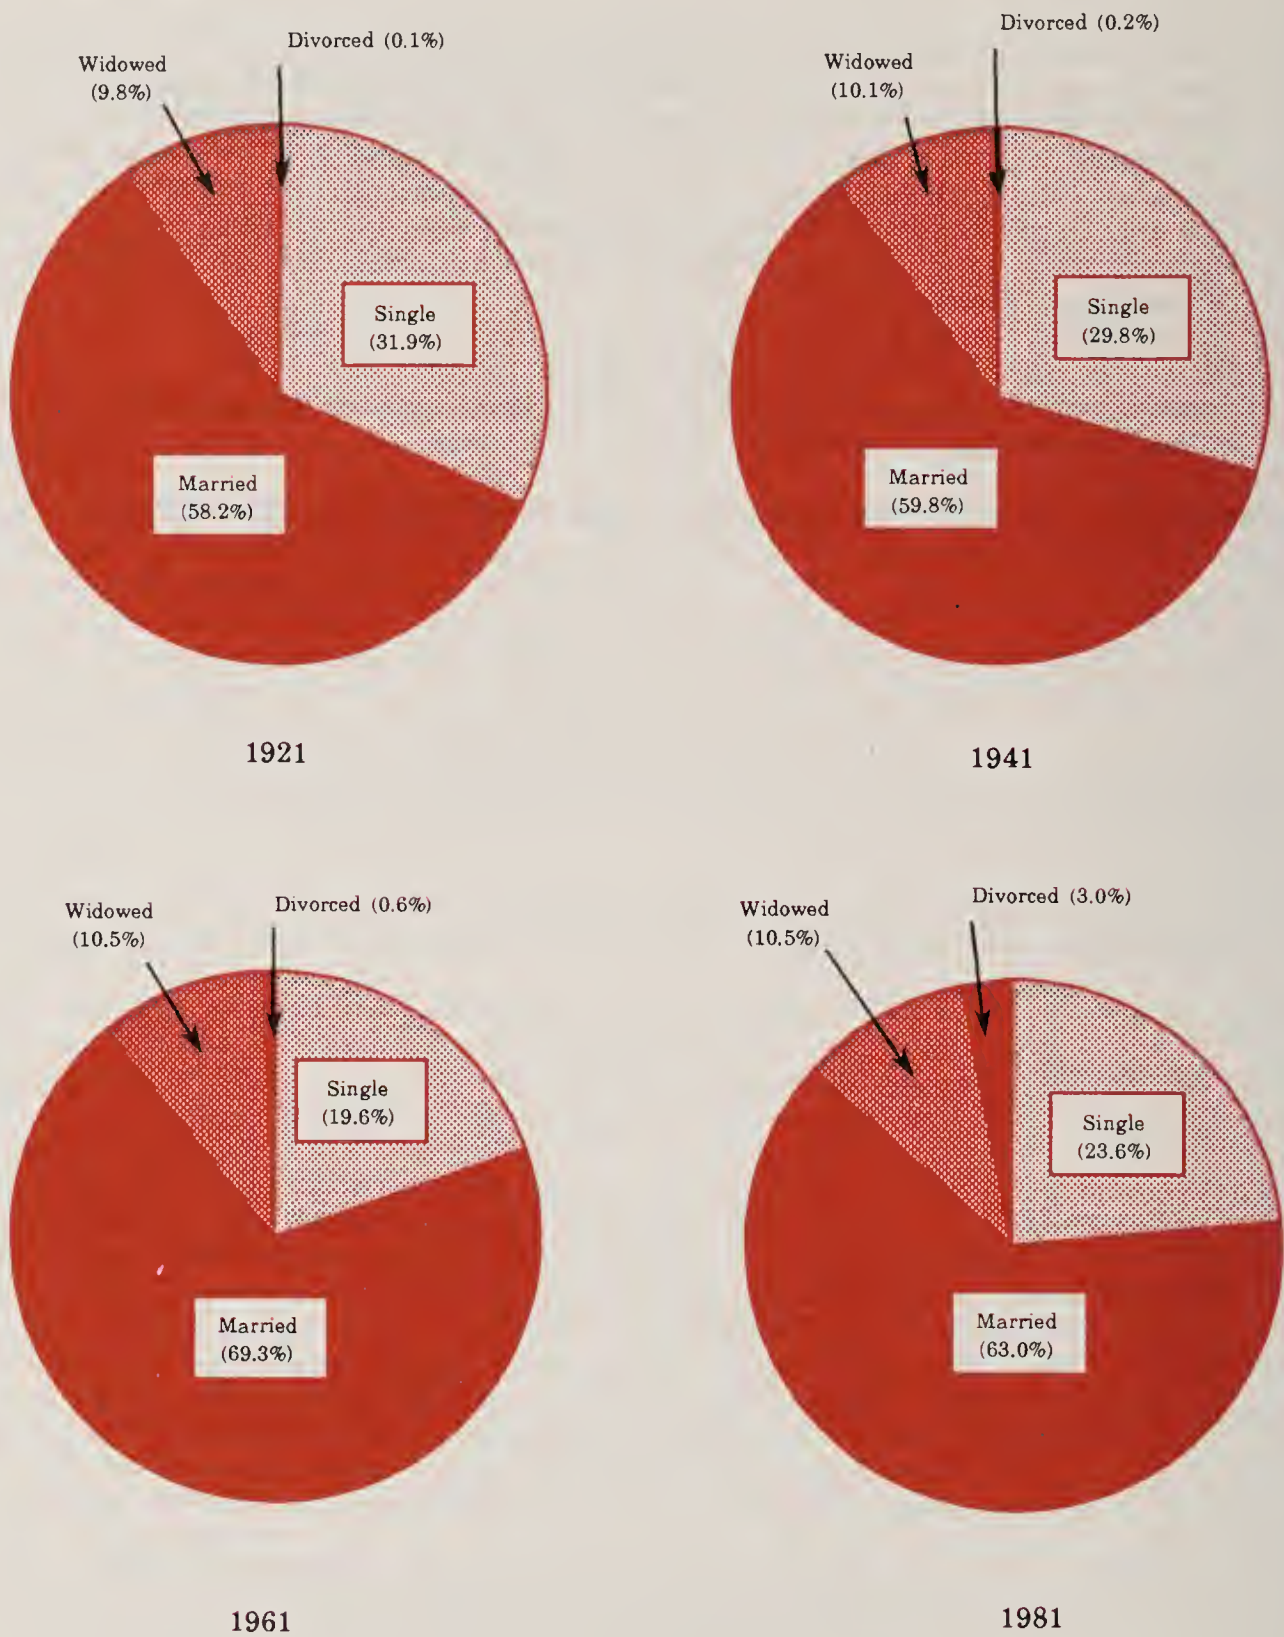 Divorced (0.1%)
Widowed
(9.8%)
Single
(31.9%)
Married
(58.2%)
1921
Divorced (0.2%)
Widowed
(10.1%)
Single
(29.8%)
Married
(59.8%)
1941
Divorced (0.6%)
Widowed
(10.5%)
Single
(19.6%)
Married
(69.3%)
1961
Divorced (3.0%)
Widowed
(10.5%)
Single
(23.6%)
Married
(63.0%)
1981